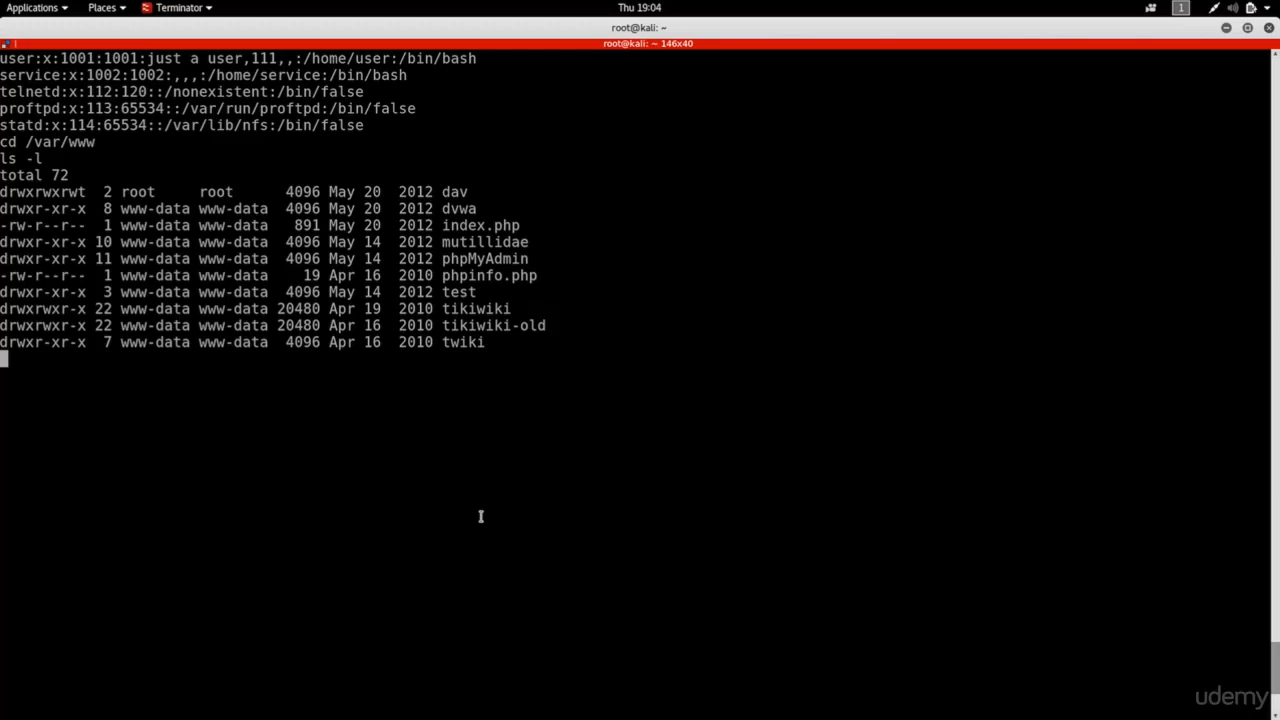 Applications Places Terminator Thu 19:04 1
root@kali: ~
root@kali: ~ 146x40
user:x:1001:1001:just a user,111,,:/home/user:/bin/bash
service:x:1002:1002:,,,:/home/service:/bin/bash
telnetd:x:112:120::/nonexistent:/bin/false
proftpd:x:113:65534::/var/run/proftpd:/bin/false
statd:x:114:65534::/var/lib/nfs:/bin/false
cd /var/www
ls -l
total 72
drwxrwxrwt 2 root root 4096 May 20 2012 dav
drwxr-xr-x 8 www-data www-data 4096 May 20 2012 dvwa
-rw-r--r-- 1 www-data www-data 891 May 20 2012 index.php
drwxr-xr-x 10 www-data www-data 4096 May 14 2012 mutillidae
drwxr-xr-x 11 www-data www-data 4096 May 14 2012 phpMyAdmin
-rw-r--r-- 1 www-data www-data 19 Apr 16 2010 phpinfo.php
drwxr-xr-x 3 www-data www-data 4096 May 14 2012 test
drwxrwxr-x 22 www-data www-data 20480 Apr 19 2010 tikiwiki
drwxrwxr-x 22 www-data www-data 20480 Apr 16 2010 tikiwiki-old
drwxr-xr-x 7 www-data www-data 4096 Apr 16 2010 twiki
udemy